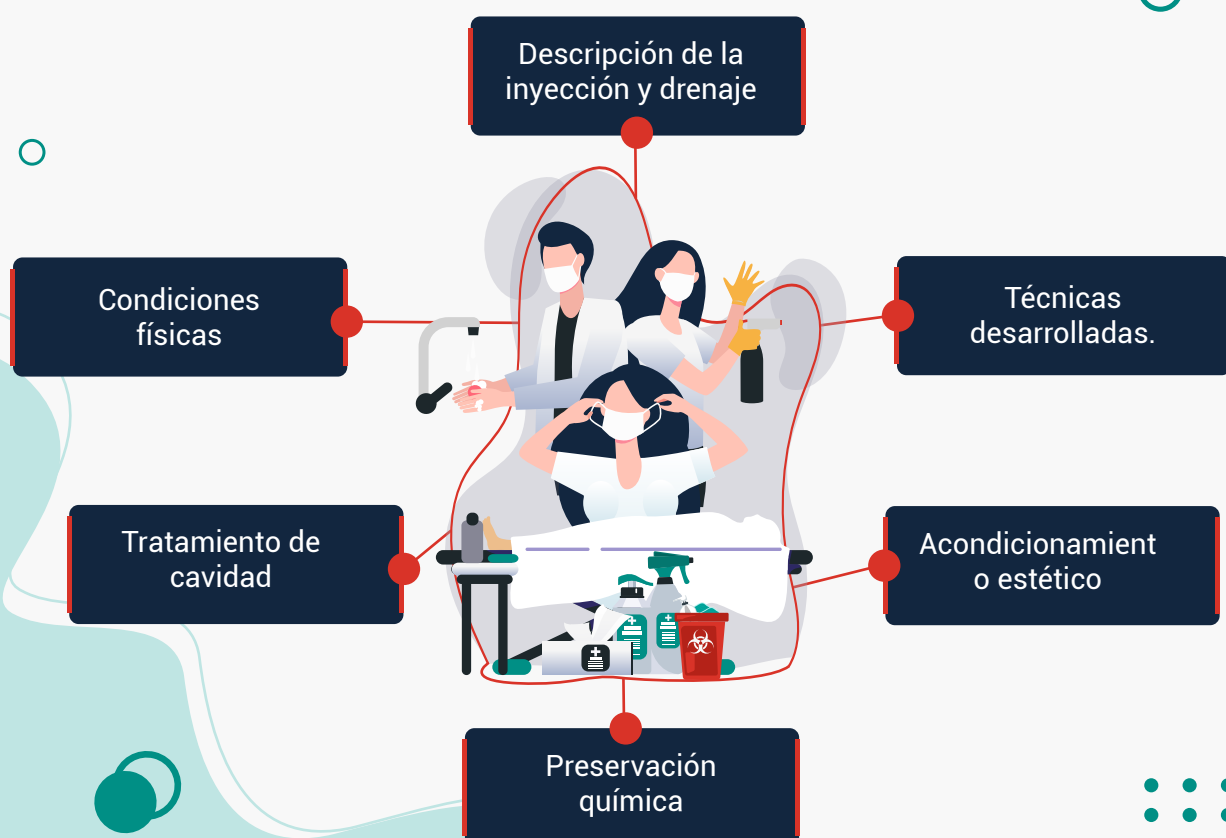 Descripción de la
inyección y drenaje
Condiciones
físicas
Técnicas
desarrolladas.
Tratamiento de
cavidad
Acondicionamient
o estético
Preservación
química